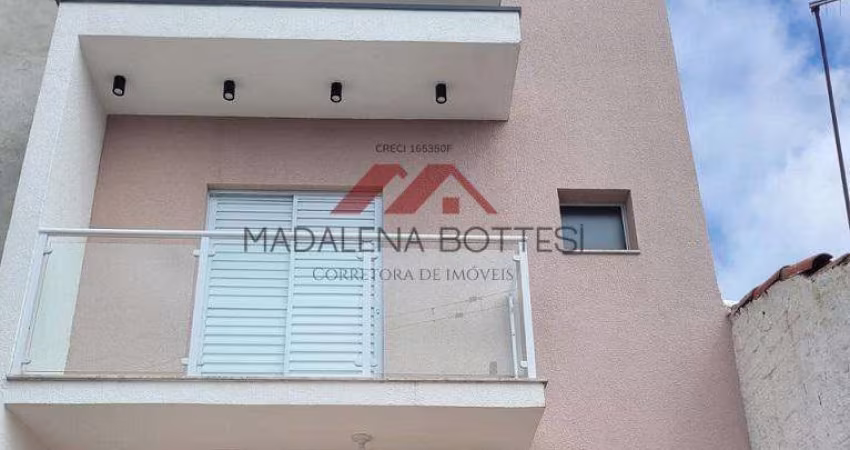 CRECI 165350F
MADALENA BOTTESİ
CORRETORA DE IMÓVEIS